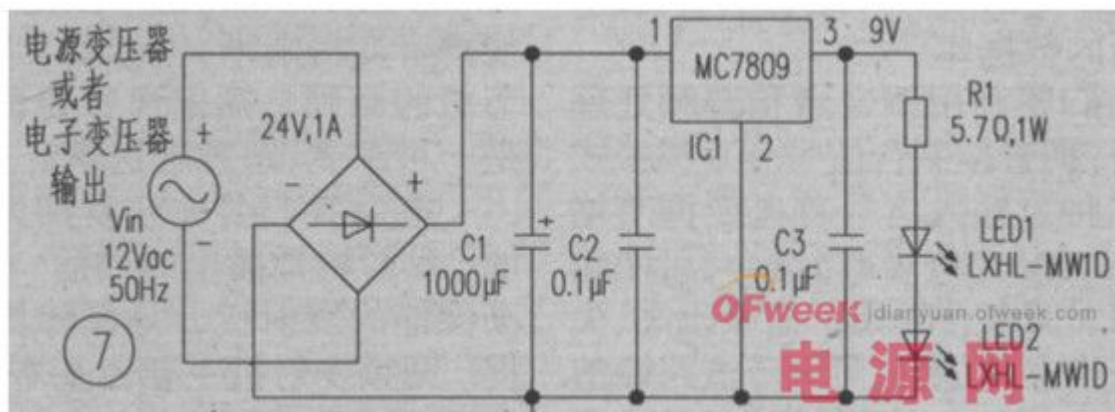 电源变压器
或者
电子变压器
输出
+
Vin
-
12Vac
50Hz
7
24V,1A
-
+
C1
1000μF
+
C2
0.1μF
1
MC7809
3
9V
IC1
2
C3
0.1μF
R1
5.7Ω,1W
LED1
LXHL-MW1D
LED2
LXHL-MW1D
OFweek
dianyuan.ofweek.com
电源网